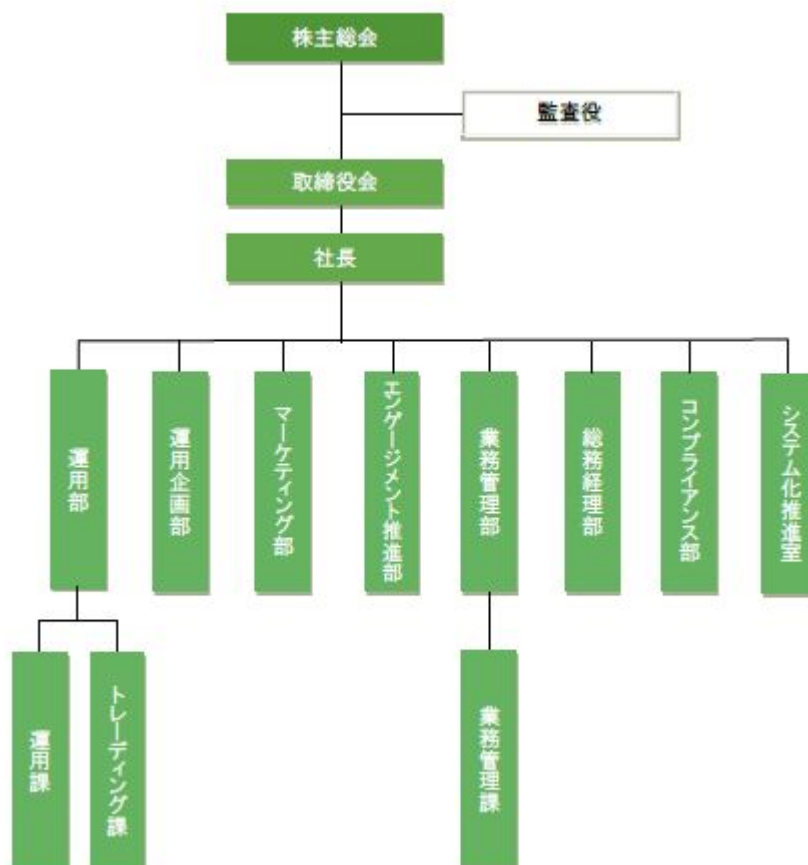 株主総会
監査役
取締役会
社長
運用部
運用企画部
マーケティング部
エンゲージメント推進部
業務管理部
総務経理部
コンプライアンス部
システム化推進室
運用課
トレーディング課
業務管理課